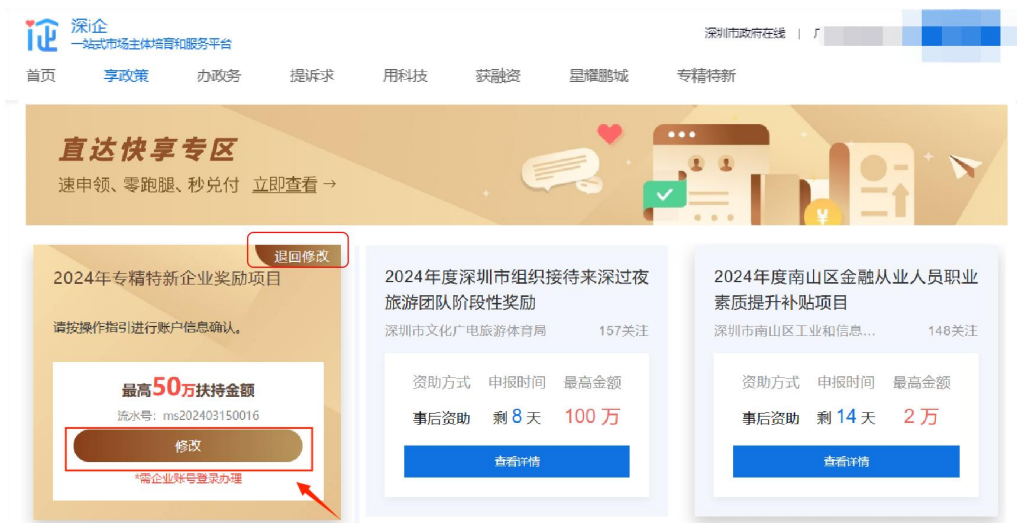 深i企
一站式市场主体培育和服务平台
深圳市政府在线 | 广
首页 享政策 办政务 提诉求 用科技 获融资 星耀鹏城 专精特新
直达快享专区
速申领、零跑腿、秒兑付 立即查看→
退回修改
2024年专精特新企业奖励项目
请按操作指引进行账户信息确认。
最高50万扶持金额
流水号：ms202403150016
修改
*需企业账号登录办理
2024年度深圳市组织接待来深过夜
旅游团队阶段性奖励
深圳市文化广电旅游体育局 157关注
资助方式 申报时间 最高金额
事后资助 剩 8 天 100 万
查看详情
2024年度南山区金融从业人员职业
素质提升补贴项目
深圳市南山区工业和信息... 148关注
资助方式 申报时间 最高金额
事后资助 剩 14 天 2 万
查看详情